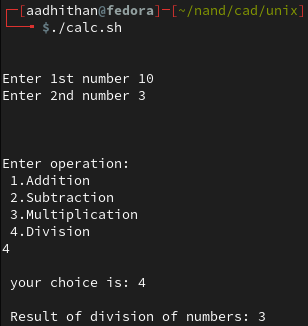 [aadhithan@fedora]-[~/nand/cad/unix]
$./calc.sh
Enter 1st number 10
Enter 2nd number 3
Enter operation:
1.Addition
2.Subtraction
3.Multiplication
4.Division
4
your choice is: 4
Result of division of numbers: 3